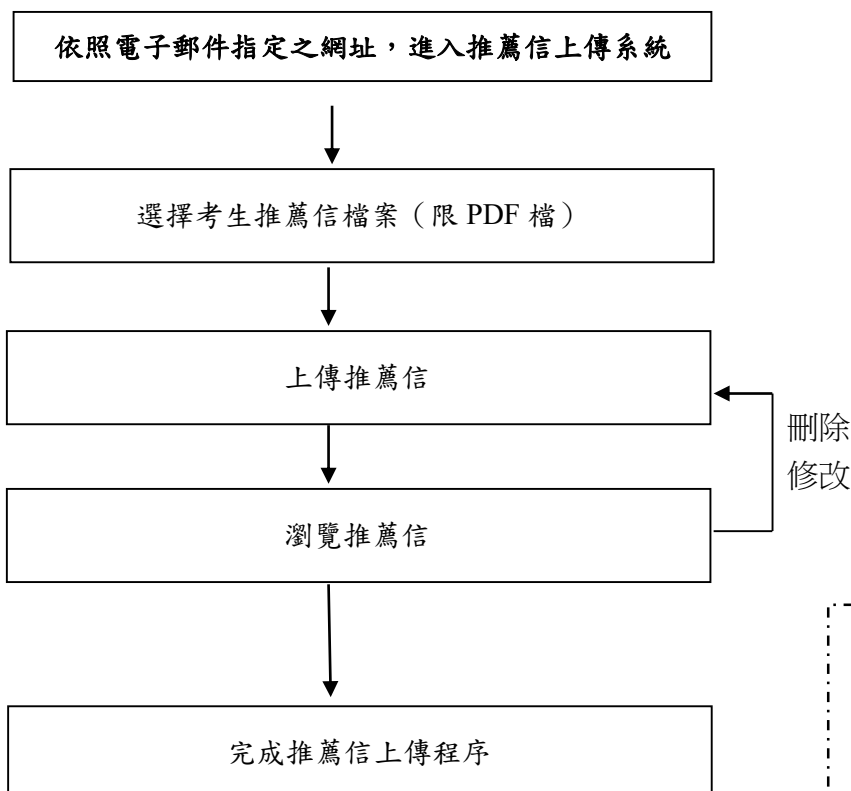 依照電子郵件指定之網址，進入推薦信上傳系統
選擇考生推薦信檔案（限 PDF 檔）
上傳推薦信
刪除
修改
瀏覽推薦信
完成推薦信上傳程序